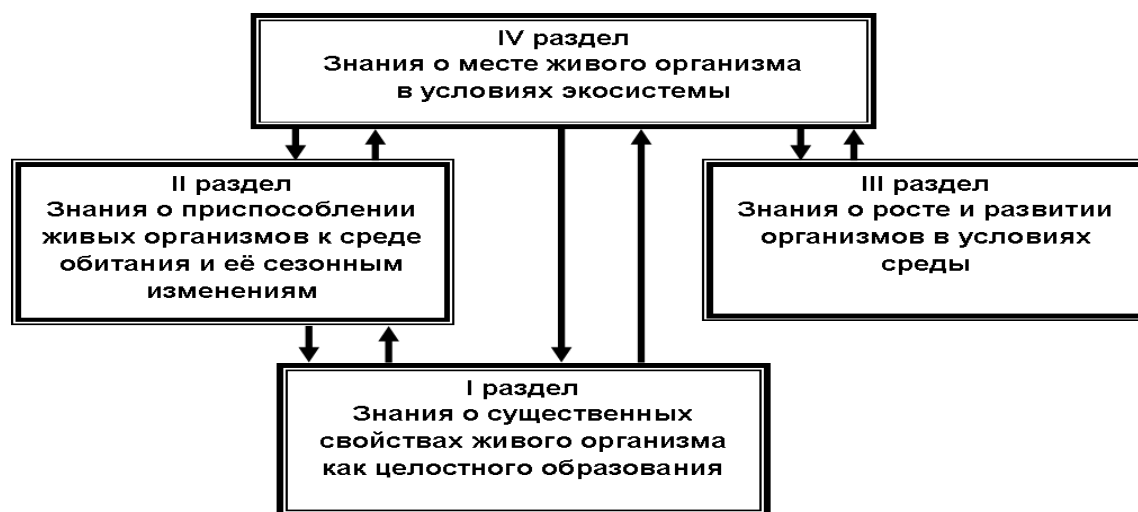 IV раздел
Знания о месте живого организма
в условиях экосистемы
II раздел
Знания о приспособлении
живых организмов к среде
обитания и её сезонным
изменениям
III раздел
Знания о росте и развитии
организмов в условиях
среды
I раздел
Знания о существенных
свойствах живого организма
как целостного образования